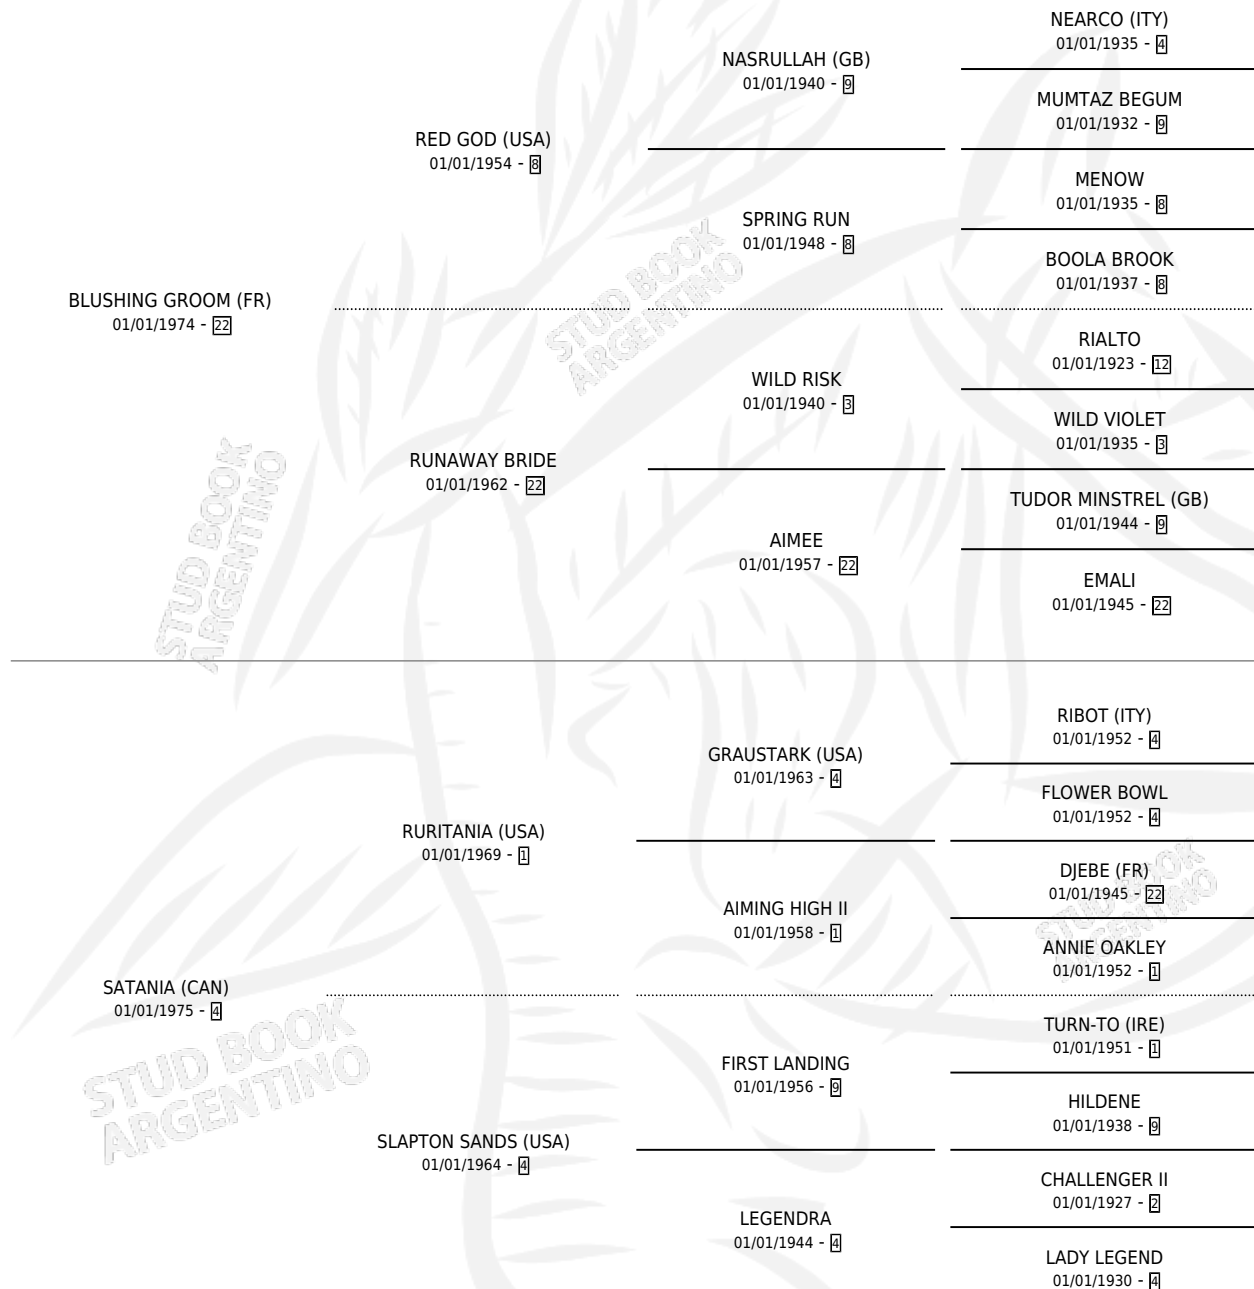 NEARCO (ITY)
01/01/1935 - 4
NASRULLAH (GB)
01/01/1940 - 9
MUMTAZ BEGUM
01/01/1932 - 9
RED GOD (USA)
01/01/1954 - 8
MENOW
01/01/1935 - 8
SPRING RUN
01/01/1948 - 8
BOOLA BROOK
01/01/1937 - 8
BLUSHING GROOM (FR)
01/01/1974 - 22
STUD BOOK
ARGENTINO
RIALTO
01/01/1923 - 12
WILD RISK
01/01/1940 - 3
WILD VIOLET
01/01/1935 - 3
RUNAWAY BRIDE
01/01/1962 - 22
TUDOR MINSTREL (GB)
01/01/1944 - 9
AIMEE
01/01/1957 - 22
EMALI
01/01/1945 - 22
STUD BOOK
ARGENTINO
RIBOT (ITY)
01/01/1952 - 4
GRAUSTARK (USA)
01/01/1963 - 4
FLOWER BOWL
01/01/1952 - 4
RURITANIA (USA)
01/01/1969 - 1
DJEBE (FR)
01/01/1945 - 22
AIMING HIGH II
01/01/1958 - 1
STUD BOOK
ARGENTINO
ANNIE OAKLEY
01/01/1952 - 1
SATANIA (CAN)
01/01/1975 - 4
TURN-TO (IRE)
01/01/1951 - 1
FIRST LANDING
01/01/1956 - 9
HILDENE
01/01/1938 - 9
STUD BOOK
ARGENTINO
SLAPTON SANDS (USA)
01/01/1964 - 4
CHALLENGER II
01/01/1927 - 2
LEGENDRA
01/01/1944 - 4
LADY LEGEND
01/01/1930 - 4